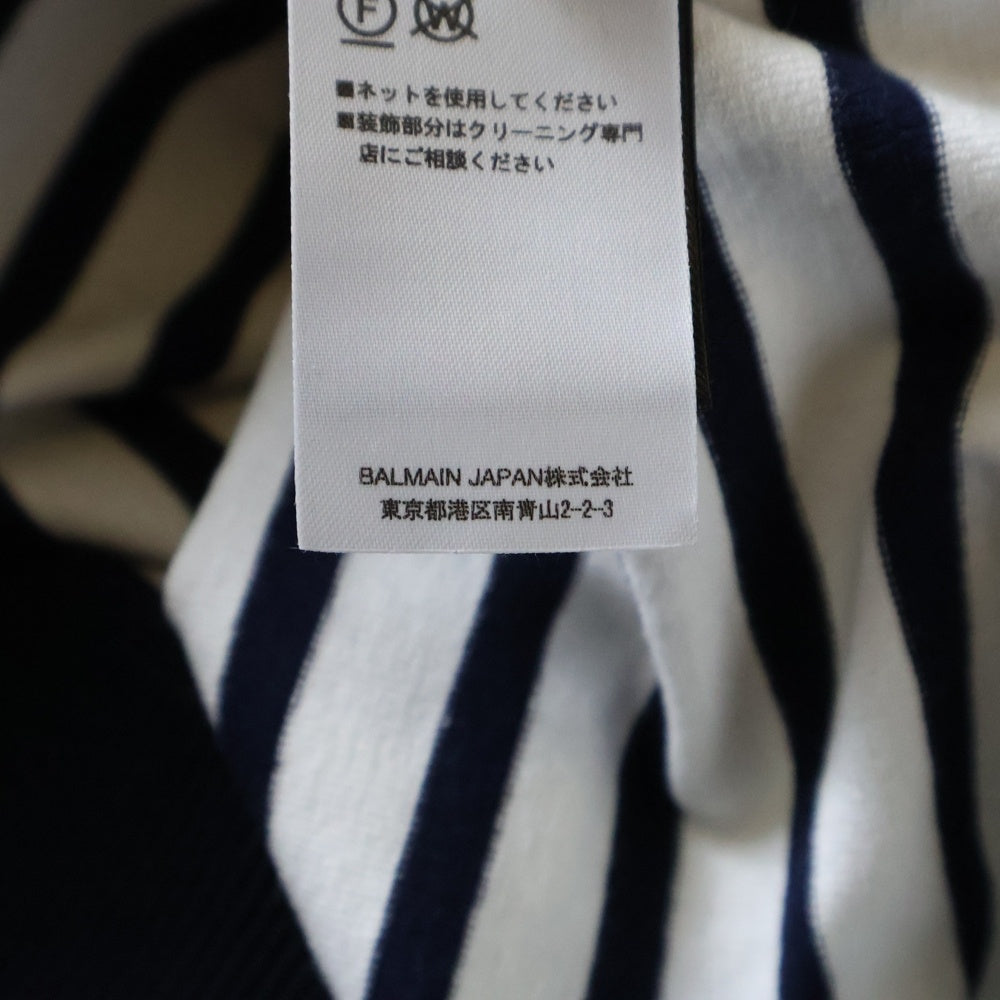 F W
■ネットを使用してください
■装飾部分はクリーニング専門
店にご相談ください
BALMAIN JAPAN株式会社
東京都港区南青山2-2-3